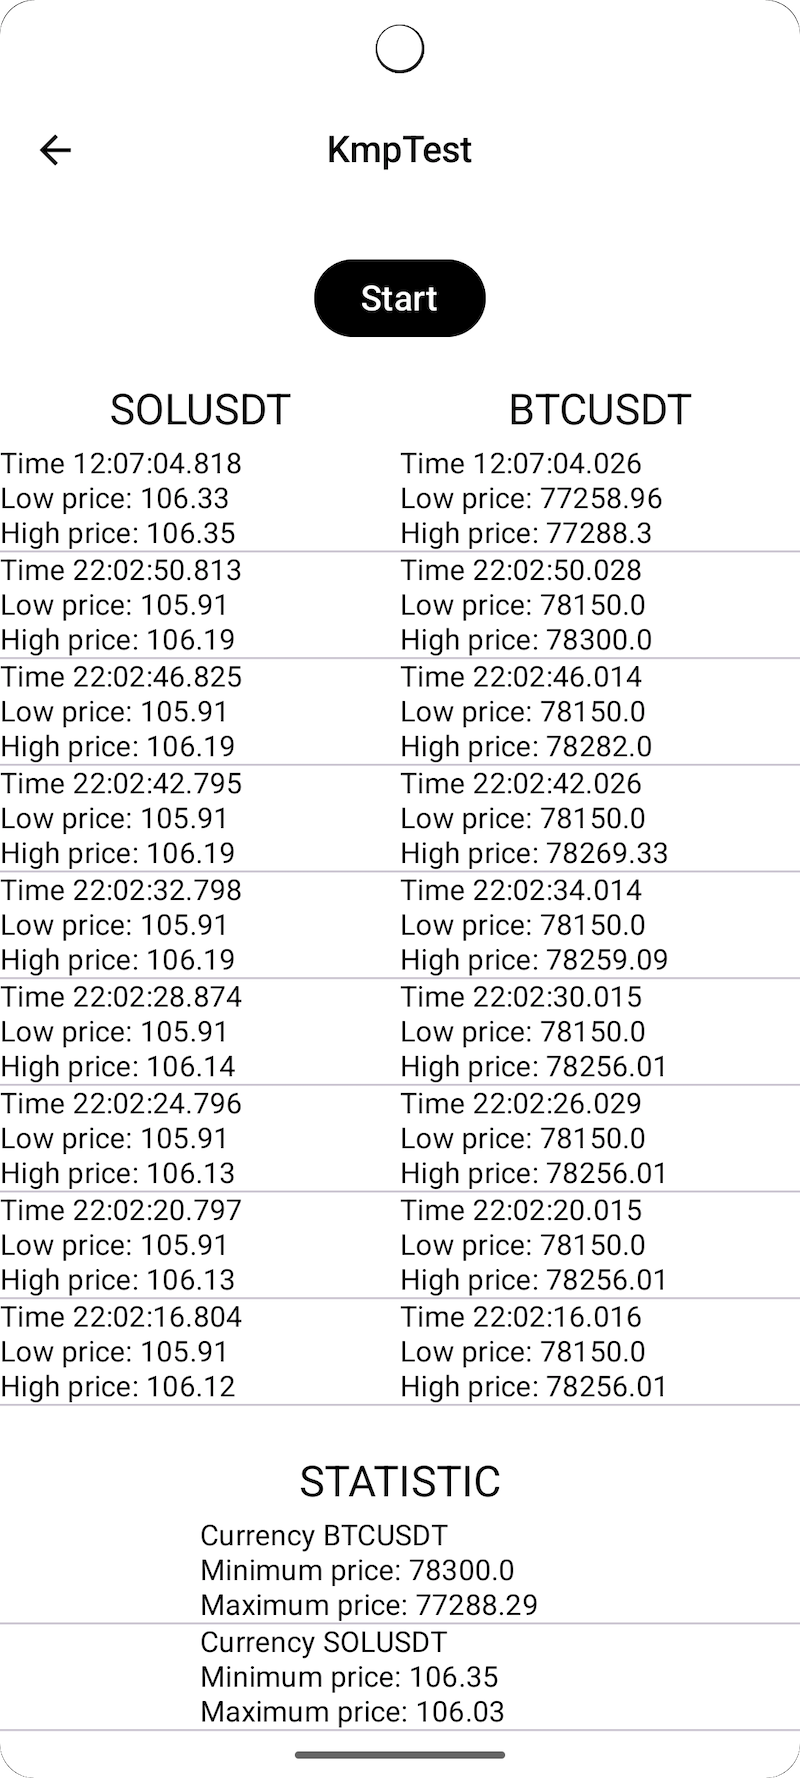 KmpTest
Start
SOLUSDT
Time 12:07:04.818
Low price: 106.33
High price: 106.35
Time 22:02:50.813
Low price: 105.91
High price: 106.19
Time 22:02:46.825
Low price: 105.91
High price: 106.19
Time 22:02:42.795
Low price: 105.91
High price: 106.19
Time 22:02:32.798
Low price: 105.91
High price: 106.19
Time 22:02:28.874
Low price: 105.91
High price: 106.14
Time 22:02:24.796
Low price: 105.91
High price: 106.13
Time 22:02:20.797
Low price: 105.91
High price: 106.13
Time 22:02:16.804
Low price: 105.91
High price: 106.12
BTCUSDT
Time 12:07:04.026
Low price: 77258.96
High price: 77288.3
Time 22:02:50.028
Low price: 78150.0
High price: 78300.0
Time 22:02:46.014
Low price: 78150.0
High price: 78282.0
Time 22:02:42.026
Low price: 78150.0
High price: 78269.33
Time 22:02:34.014
Low price: 78150.0
High price: 78259.09
Time 22:02:30.015
Low price: 78150.0
High price: 78256.01
Time 22:02:26.029
Low price: 78150.0
High price: 78256.01
Time 22:02:20.015
Low price: 78150.0
High price: 78256.01
Time 22:02:16.016
Low price: 78150.0
High price: 78256.01
STATISTIC
Currency BTCUSDT
Minimum price: 78300.0
Maximum price: 77288.29
Currency SOLUSDT
Minimum price: 106.35
Maximum price: 106.03